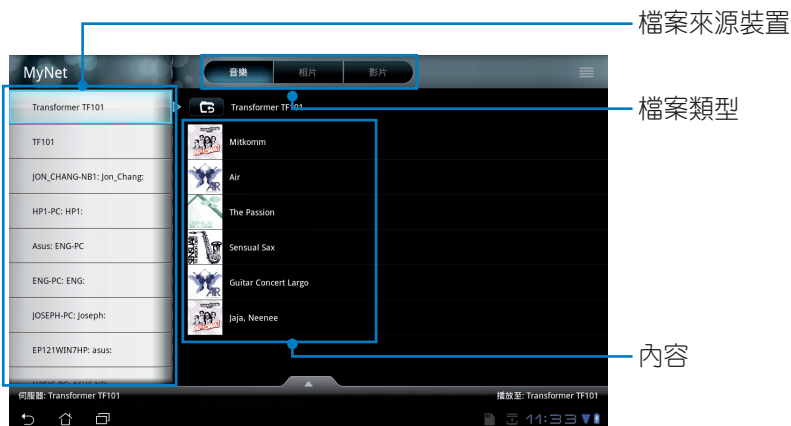 檔案來源裝置
MyNet
音樂
相片
影片
Transformer TF101
Transformer TF101
檔案類型
TF101
Mitkomm
JON_CHANG-NB1: Jon_Chang:
Air
HP1-PC: HP1:
The Passion
Asus: ENG-PC
Sensual Sax
ENG-PC: ENG:
Guitar Concert Largo
JOSEPH-PC: Joseph:
Jaja, Neenee
EP121WIN7HP: asus:
內容
伺服器: Transformer TF101
播放至: Transformer TF101
11:33